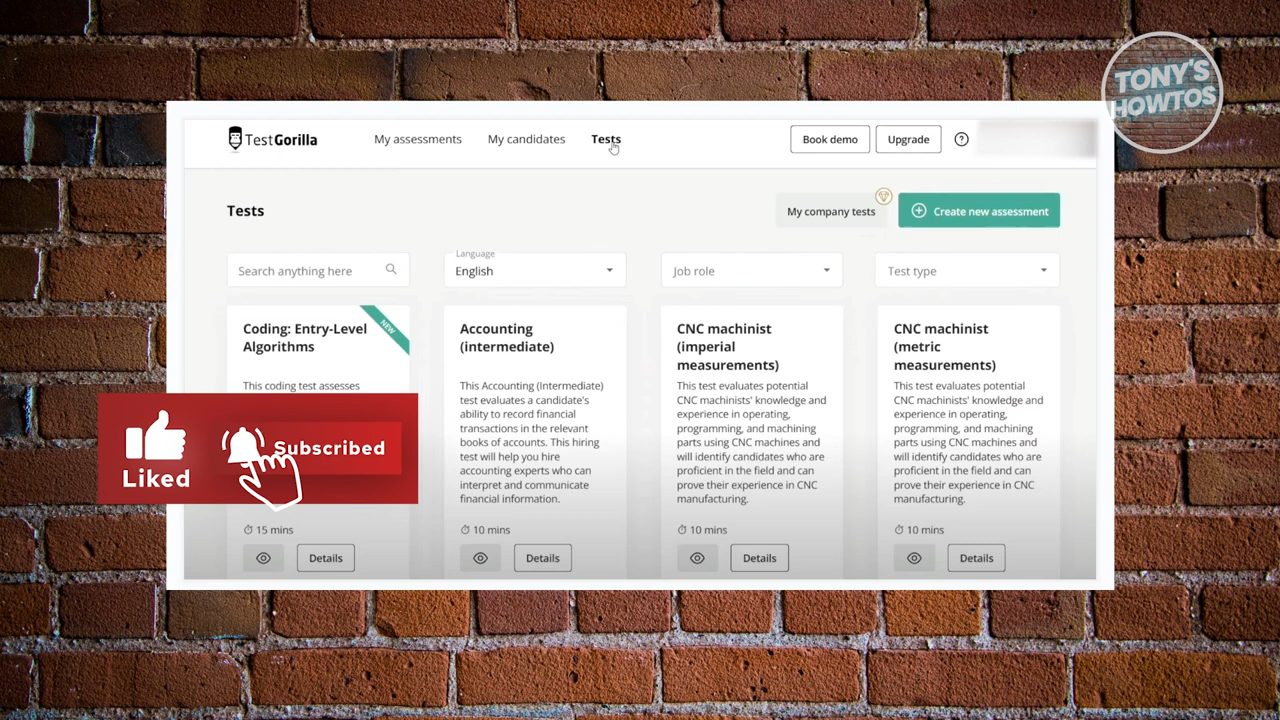 TONY'S
HOWTOS
TestGorilla
My assessments
My candidates
Tests
Book demo
Upgrade
?
Tests
My company tests
Create new assessment
Search anything here
Language
English
Job role
Test type
Coding: Entry-Level
Algorithms
NEW
This coding test assesses
15 mins
Details
Accounting
(intermediate)
This Accounting (Intermediate)
test evaluates a candidate's
ability to record financial
transactions in the relevant
books of accounts. This hiring
test will help you hire
accounting experts who can
interpret and communicate
financial information.
10 mins
Details
CNC machinist
(imperial
measurements)
This test evaluates potential
CNC machinists' knowledge and
experience in operating,
programming, and machining
parts using CNC machines and
will identify candidates who are
proficient in the field and can
prove their experience in CNC
manufacturing.
10 mins
Details
CNC machinist
(metric
measurements)
This test evaluates potential
CNC machinists' knowledge and
experience in operating,
programming, and machining
parts using CNC machines and
will identify candidates who are
proficient in the field and can
prove their experience in CNC
manufacturing.
10 mins
Details
Liked
Subscribed